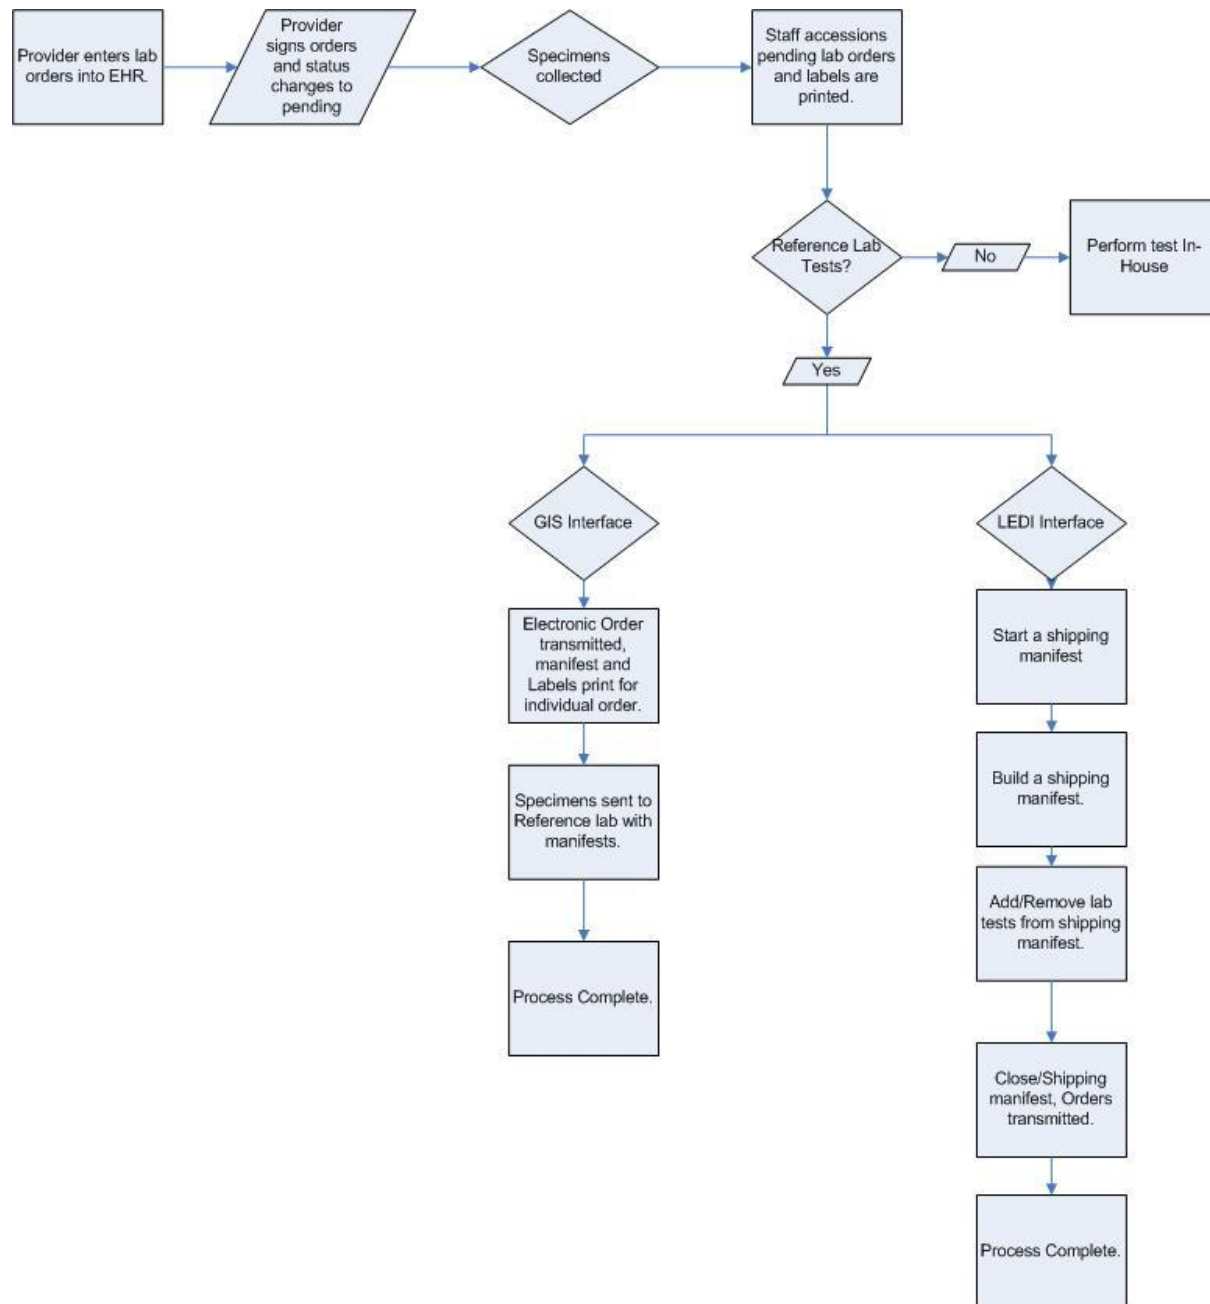 Provider enters lab
orders into EHR.
Provider
signs orders
and status
changes to
pending
Specimens
collected
Staff accessions
pending lab orders
and labels are
printed.
Reference Lab
Tests?
No
Perform test In-
House
Yes
GIS Interface
LEDI Interface
Electronic Order
transmitted,
manifest and
Labels print for
individual order.
Start a shipping
manifest
Specimens sent to
Reference lab with
manifests.
Build a shipping
manifest.
Add/Remove lab
tests from shipping
manifest.
Process Complete.
Close/Shipping
manifest, Orders
transmitted.
Process Complete.